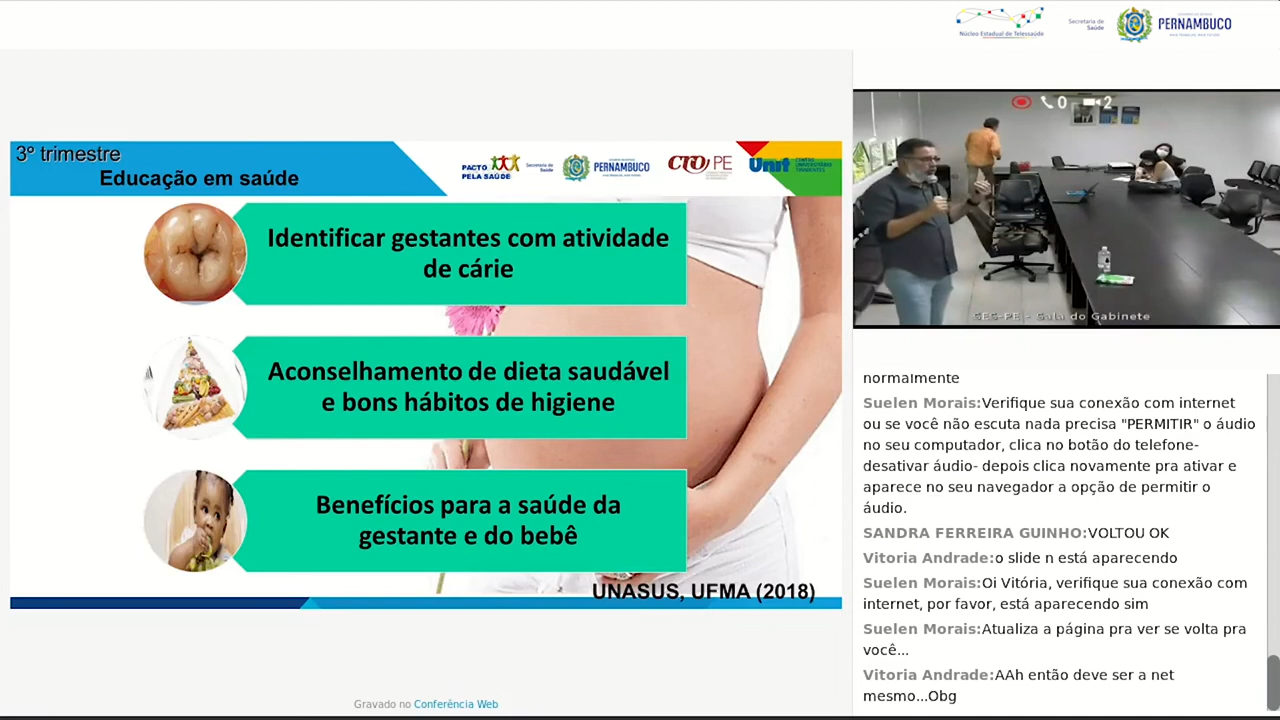 Núcleo Estadual de Telessaúde
Secretaria de
Saúde
PERNAMBUCO
3º trimestre
Educação em saúde
PACTO
PELA SAÚDE
Secretaria de
Saúde
PERNAMBUCO
CTO PE
Unit
CENTRO
UNIVERSITÁRIO
TIRADENTES
Identificar gestantes com atividade
de cárie
Aconselhamento de dieta saudável
e bons hábitos de higiene
Benefícios para a saúde da
gestante e do bebê
UNASUS, UFMA (2018)
Gravado no Conferência Web
0
2
SES-PE - Sala do Gabinete
normalmente
Suelen Morais:Verifique sua conexão com internet
ou se você não escuta nada precisa "PERMITIR" o áudio
no seu computador, clica no botão do telefone-
desativar áudio- depois clica novamente pra ativar e
aparece no seu navegador a opção de permitir o
áudio.
SANDRA FERREIRA GUINHO:VOLTOU OK
Vitoria Andrade:o slide n está aparecendo
Suelen Morais:Oi Vitória, verifique sua conexão com
internet, por favor, está aparecendo sim
Suelen Morais:Atualiza a página pra ver se volta pra
você...
Vitoria Andrade:AAh então deve ser a net
mesmo...Obg